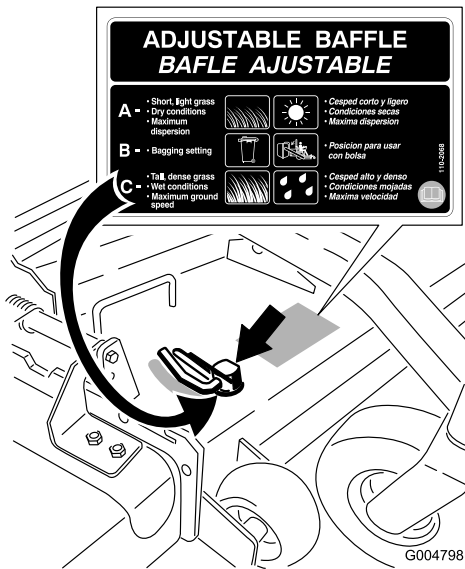 ADJUSTABLE BAFFLE
BAFLE AJUSTABLE
A- • Short, light grass
• Dry conditions
• Maximum
dispersion
• Cesped corto y ligero
• Condiciones secas
• Maxima dispersion
B - • Bagging setting
• Posicion para usar
con bolsa
C- • Tall, dense grass
• Wet conditions
• Maximum ground
speed
• Cesped alto y denso
• Condiciones mojadas
• Maxima velocidad
110-2068
G004798